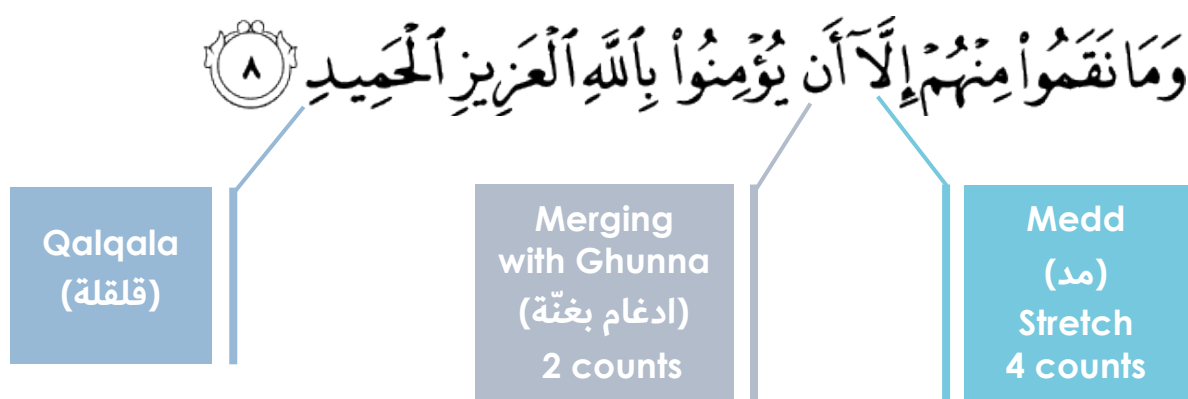 وَمَا نَقَمُوا۟ مِنْهُمْ إِلَّآ أَن يُؤْمِنُوا۟ بِٱللَّهِ ٱلْعَزِيزِ ٱلْحَمِيدِ ٨
Qalqala
(قلقلة)
Merging
with Ghunna
(ادغام بغنّة)
2 counts
Medd
(مد)
Stretch
4 counts